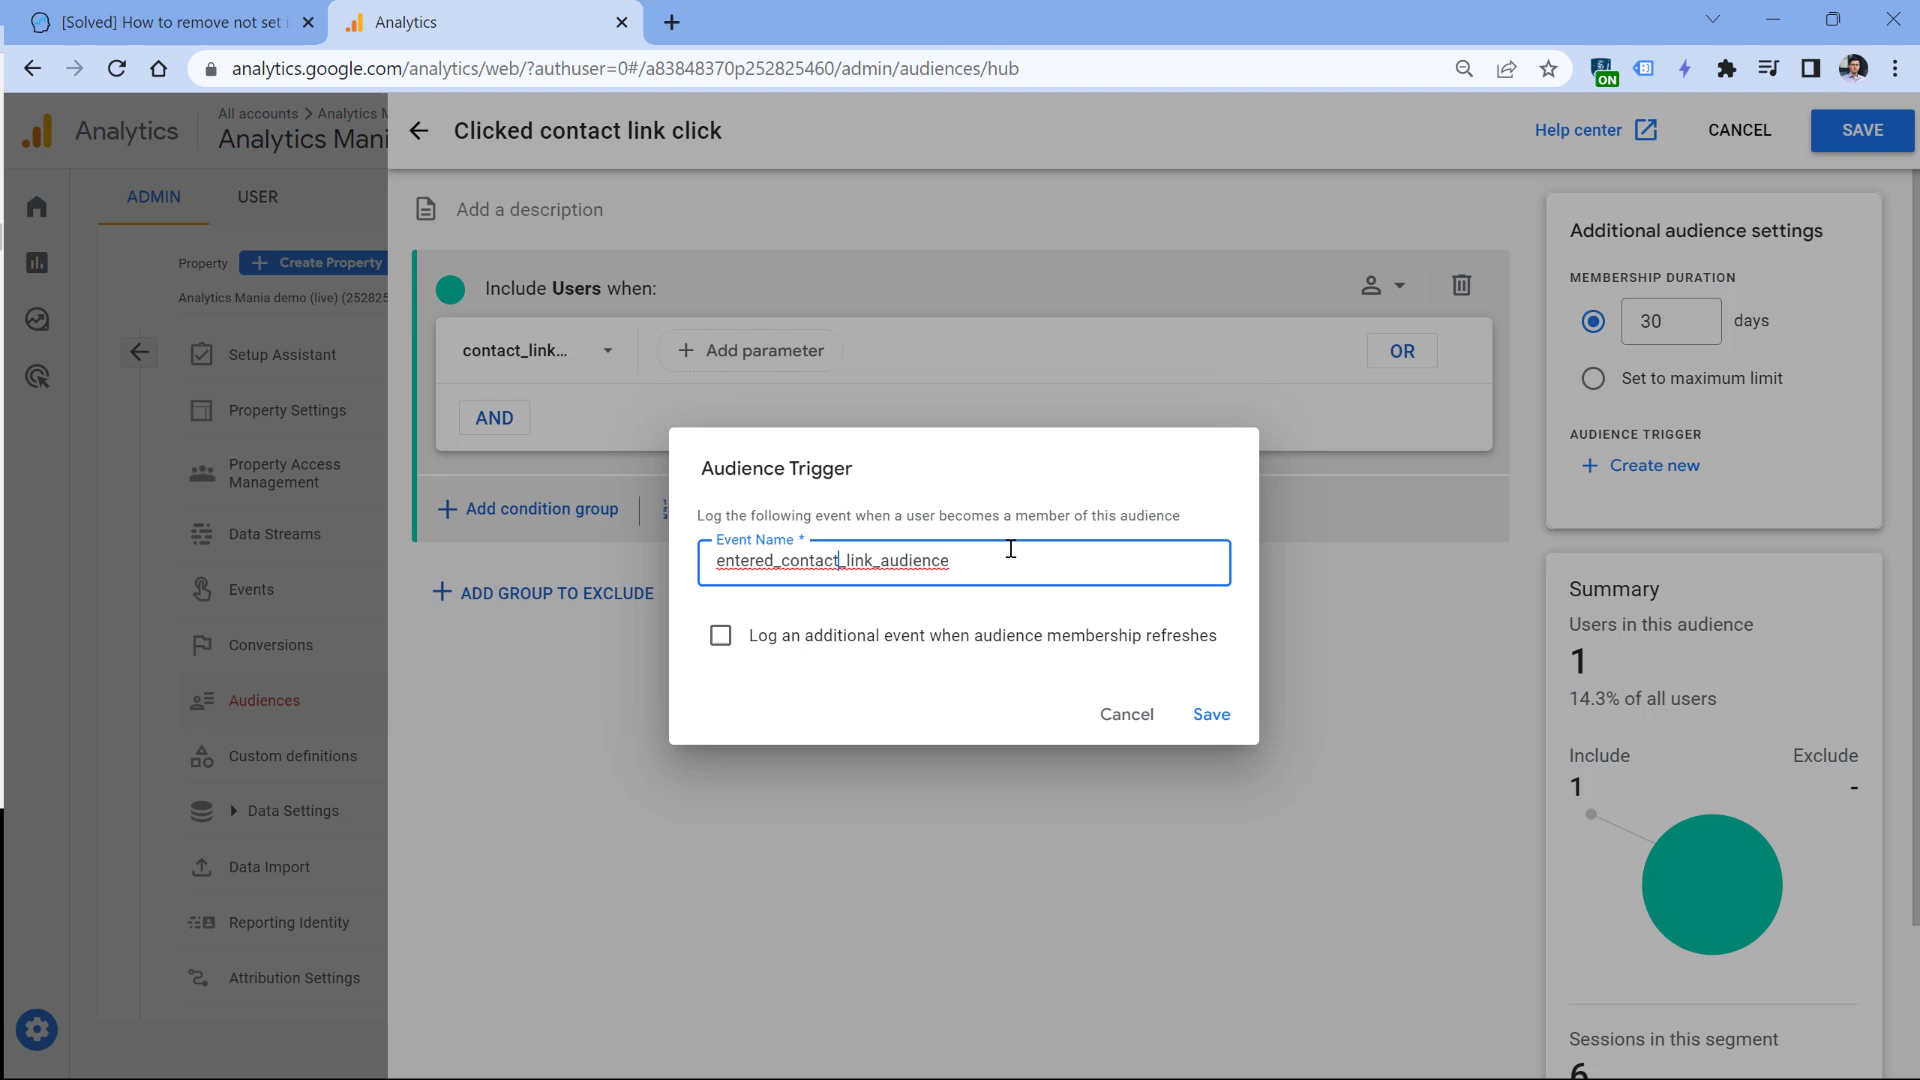 [Solved] How to remove not set i
Analytics
analytics.google.com/analytics/web/?authuser=0#/a83848370p252825460/admin/audiences/hub
ON
Analytics
All accounts > Analytics M
Analytics Mani
Clicked contact link click
Help center
CANCEL
SAVE
ADMIN
USER
Property
Create Property
Analytics Mania demo (live) (252825
Setup Assistant
Property Settings
Property Access
Management
Data Streams
Events
Conversions
Audiences
Custom definitions
Data Settings
Data Import
Reporting Identity
Attribution Settings
Add a description
Include Users when:
contact_link...
Add parameter
OR
AND
Add condition group
ADD GROUP TO EXCLUDE
Audience Trigger
Log the following event when a user becomes a member of this audience
Event Name *
entered_contact_link_audience
Log an additional event when audience membership refreshes
Cancel
Save
Additional audience settings
MEMBERSHIP DURATION
30 days
Set to maximum limit
AUDIENCE TRIGGER
Create new
Summary
Users in this audience
1
14.3% of all users
Include
Exclude
1
-
Sessions in this segment
6